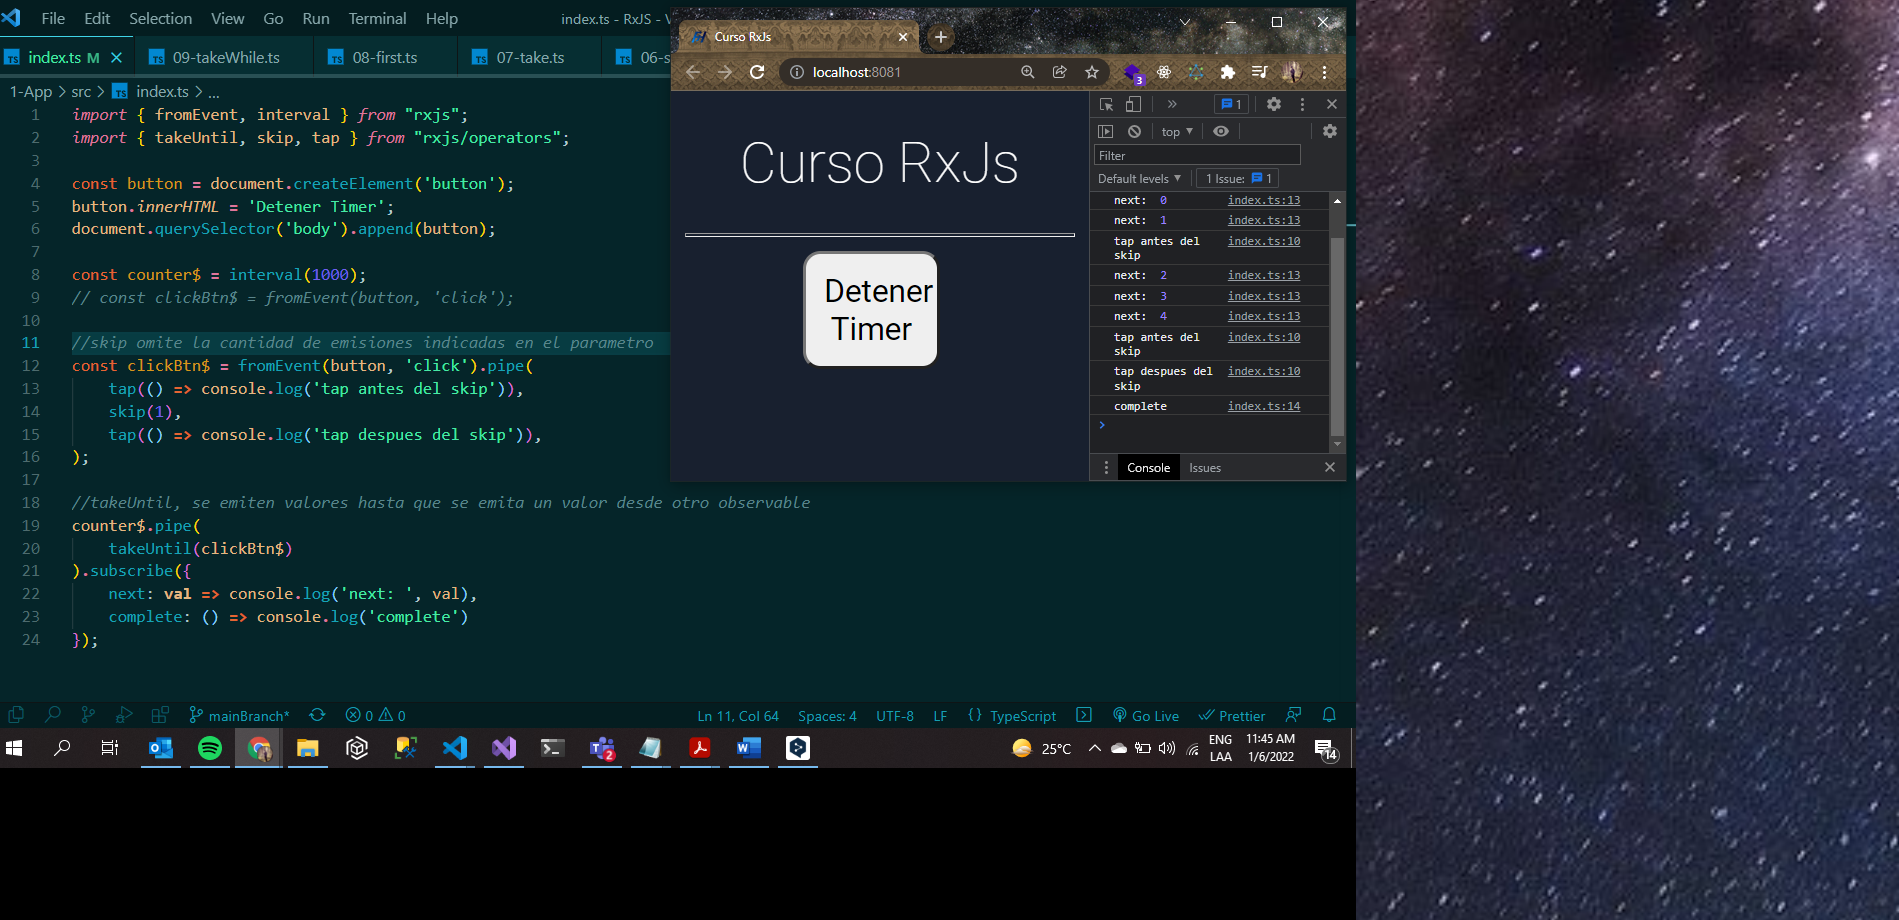 File Edit Selection View Go Run Terminal Help
index.ts - RxJS - V
index.ts M
09-takeWhile.ts
08-first.ts
07-take.ts
06-s
1-App > src > TS index.ts > ...
1 import { fromEvent, interval } from "rxjs";
2 import { takeUntil, skip, tap } from "rxjs/operators";
3
4 const button = document.createElement('button');
5 button.innerHTML = 'Detener Timer';
6 document.querySelector('body').append(button);
7
8 const counter$ = interval(1000);
9 // const clickBtn$ = fromEvent(button, 'click');
10
11 //skip omite la cantidad de emisiones indicadas en el parametro
12 const clickBtn$ = fromEvent(button, 'click').pipe(
13 tap(() => console.log('tap antes del skip')),
14 skip(1),
15 tap(() => console.log('tap despues del skip')),
16 );
17
18 //takeUntil, se emiten valores hasta que se emita un valor desde otro observable
19 counter$.pipe(
20 takeUntil(clickBtn$)
21 ).subscribe({
22 next: val => console.log('next: ', val),
23 complete: () => console.log('complete')
24 });
Curso RxJs
localhost:8081
3
Curso RxJs
Detener
Timer
1
top
Filter
Default levels
1 Issue: 1
next: 0 index.ts:13
next: 1 index.ts:13
tap antes del index.ts:10
skip
next: 2 index.ts:13
next: 3 index.ts:13
next: 4 index.ts:13
tap antes del index.ts:10
skip
tap despues del index.ts:10
skip
complete index.ts:14
Console Issues
mainBranch* 0 0
Ln 11, Col 64 Spaces: 4 UTF-8 LF {} TypeScript Go Live Prettier
25°C
ENG
LAA
11:45 AM
1/6/2022
14
2